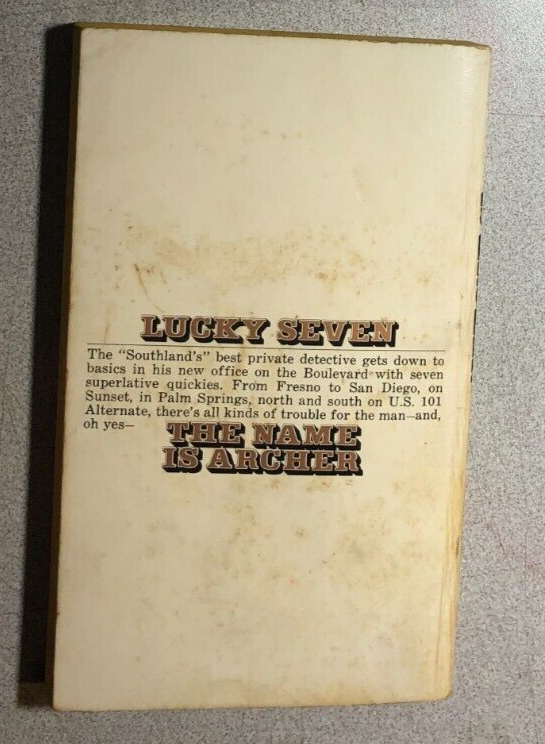 LUCKY SEVEN
The "Southland's" best private detective gets down to
basics in his new office on the Boulevard with seven
superlative quickies. From Fresno to San Diego, on
Sunset, in Palm Springs, north and south on U.S. 101
Alternate, there's all kinds of trouble for the man—and,
oh yes—
THE NAME
IS ARCHER